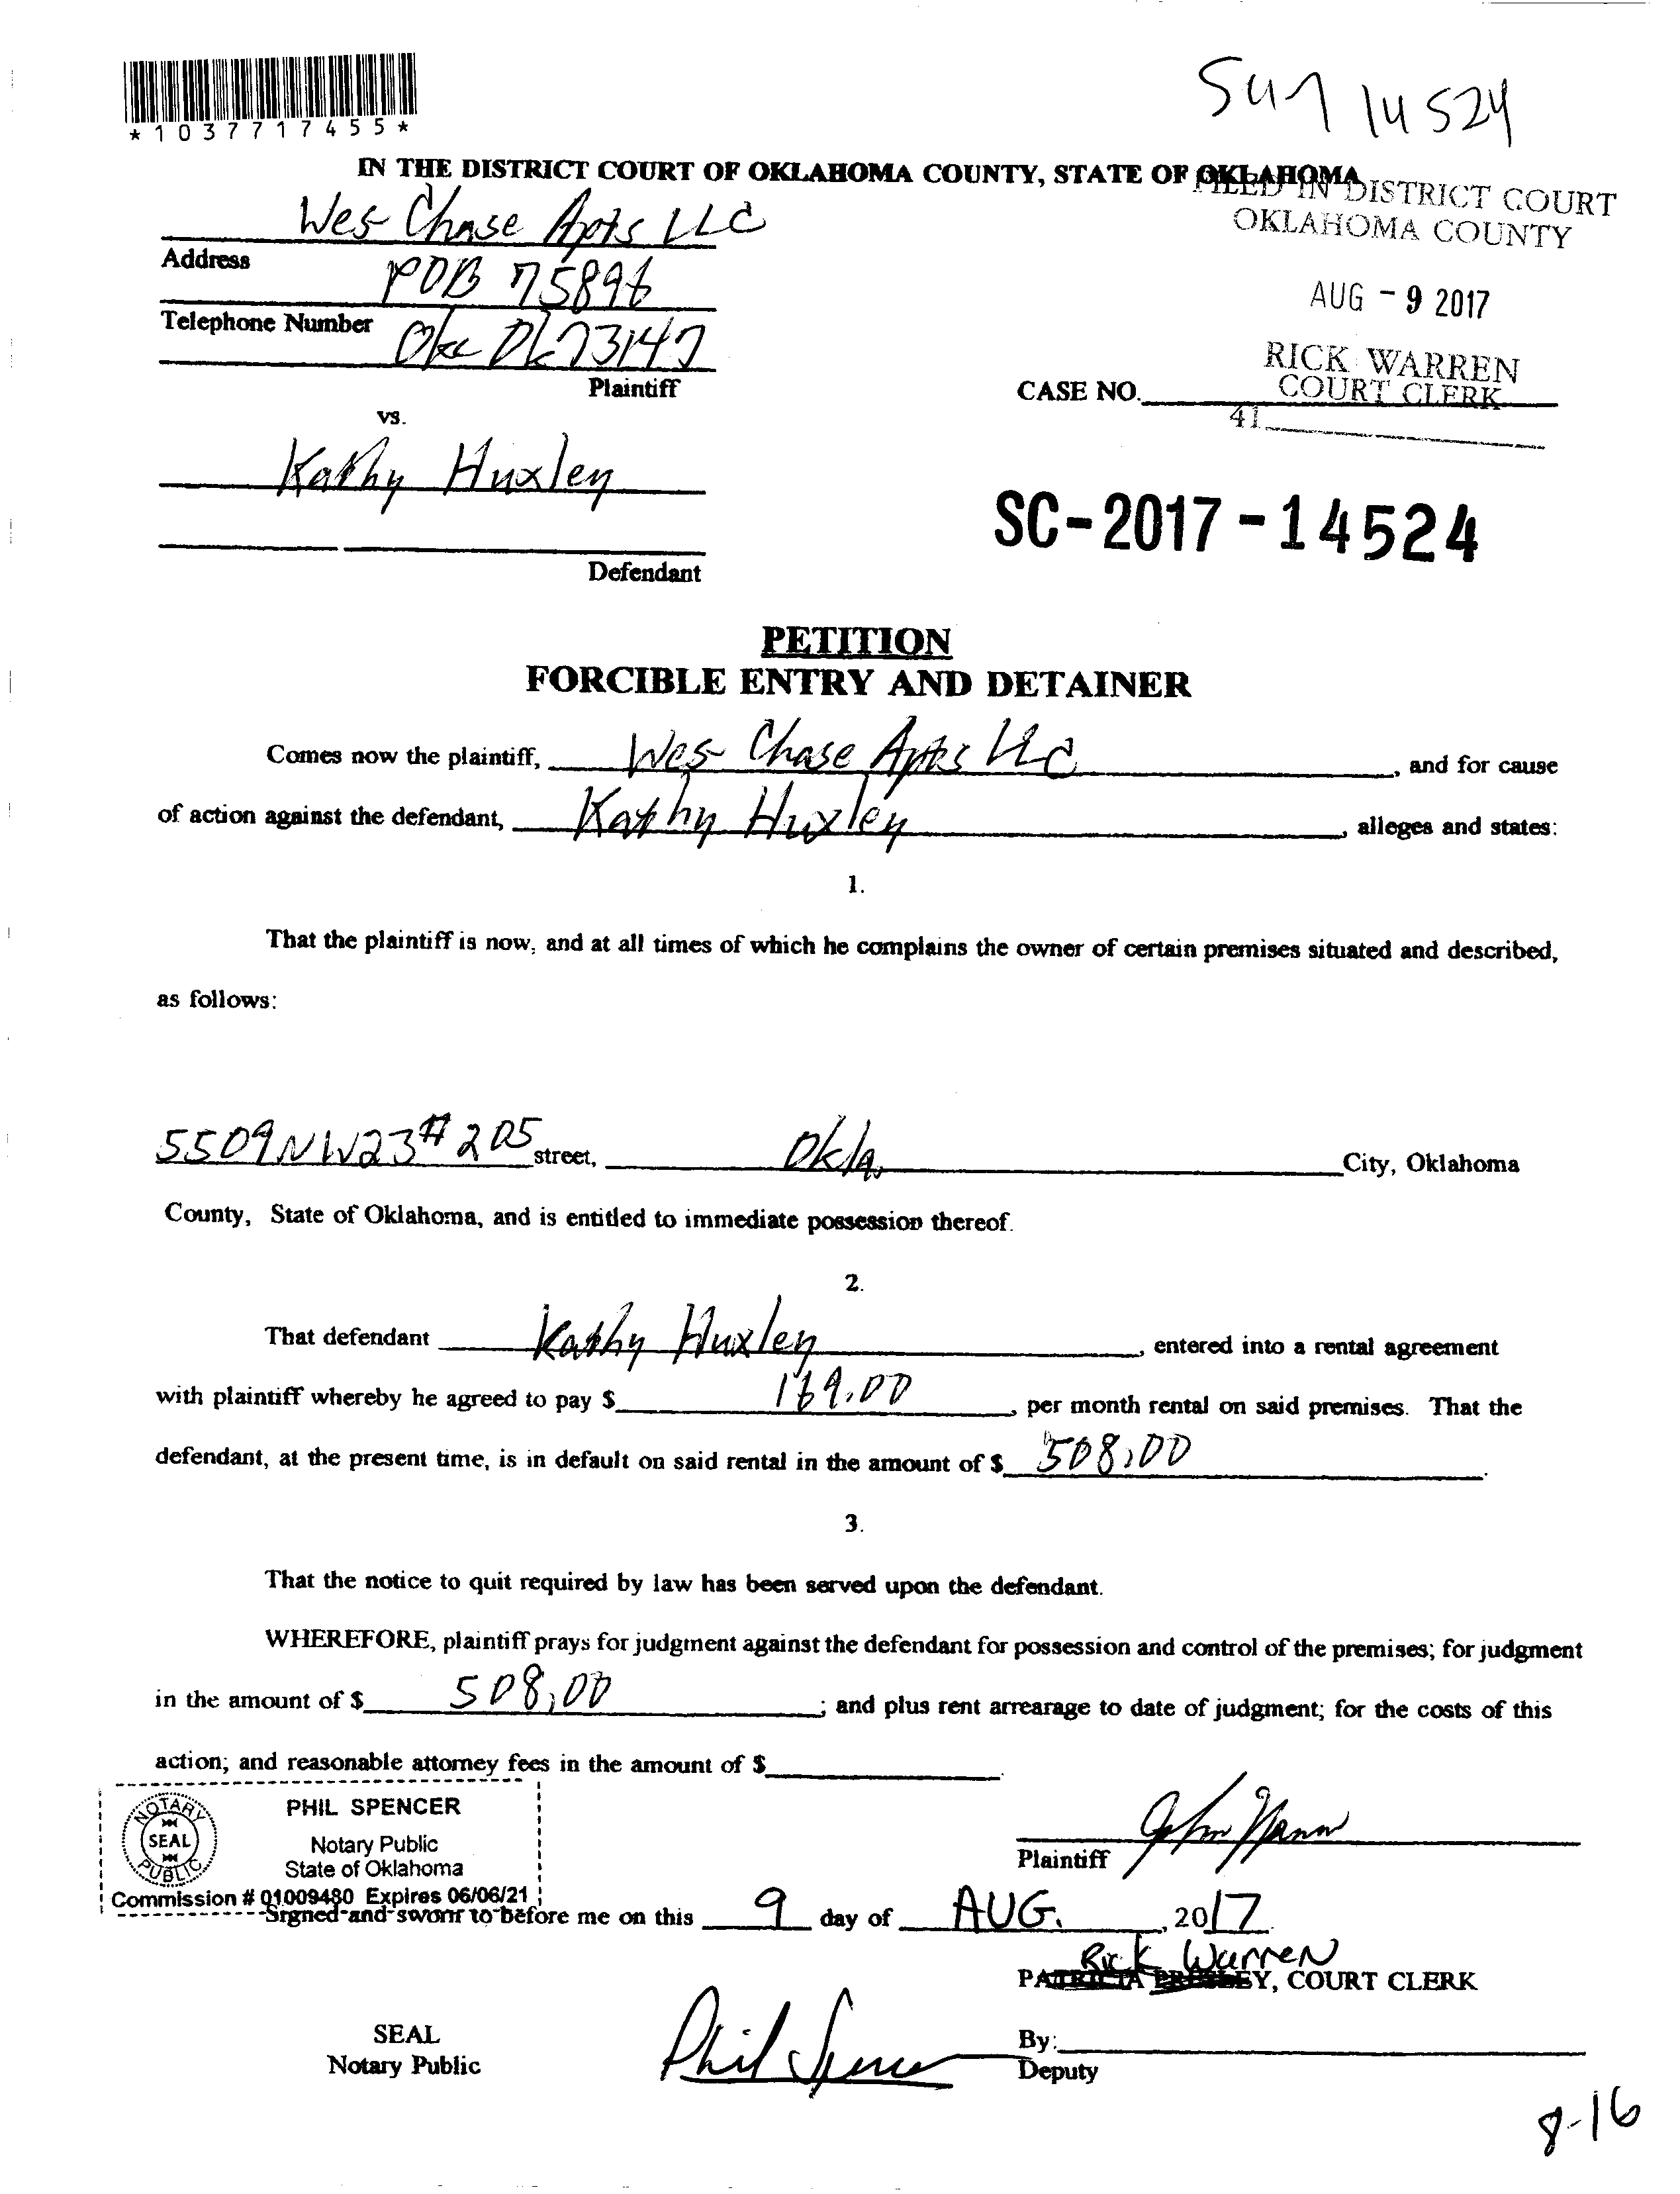 *1037717455*
SC17 14524
IN THE DISTRICT COURT OF OKLAHOMA COUNTY, STATE OF OKLAHOMA
FILED IN DISTRICT COURT
OKLAHOMA COUNTY
Wes Chase Apts LLC
Address POB 75896
AUG - 9 2017
Telephone Number Okc Ok 73147
RICK WARREN
COURT CLERK
Plaintiff
CASE NO.
41
vs.
Kathy Huxley
SC-2017-14524
Defendant
PETITION
FORCIBLE ENTRY AND DETAINER
Comes now the plaintiff, Wes Chase Apts LLC, and for cause
of action against the defendant, Kathy Huxley, alleges and states:
1.
That the plaintiff is now, and at all times of which he complains the owner of certain premises situated and described,
as follows:
5509 NW 23 # 205 street, Okla. City, Oklahoma
County, State of Oklahoma, and is entitled to immediate possession thereof.
2.
That defendant Kathy Huxley, entered into a rental agreement
with plaintiff whereby he agreed to pay $ 169.00, per month rental on said premises. That the
defendant, at the present time, is in default on said rental in the amount of $ 508.00.
3.
That the notice to quit required by law has been served upon the defendant.
WHEREFORE, plaintiff prays for judgment against the defendant for possession and control of the premises; for judgment
in the amount of $ 508.00; and plus rent arrearage to date of judgment; for the costs of this
action; and reasonable attorney fees in the amount of $
NOTARY PUBLIC SEAL
PHIL SPENCER
Notary Public
State of Oklahoma
Commission # 01009480 Expires 06/06/21
Plaintiff
Signed and sworn to before me on this 9 day of AUG., 2017.
Rick Warren
PATRICIA PRESLEY, COURT CLERK
SEAL
Notary Public
Phil Spencer
By:
Deputy
8-16